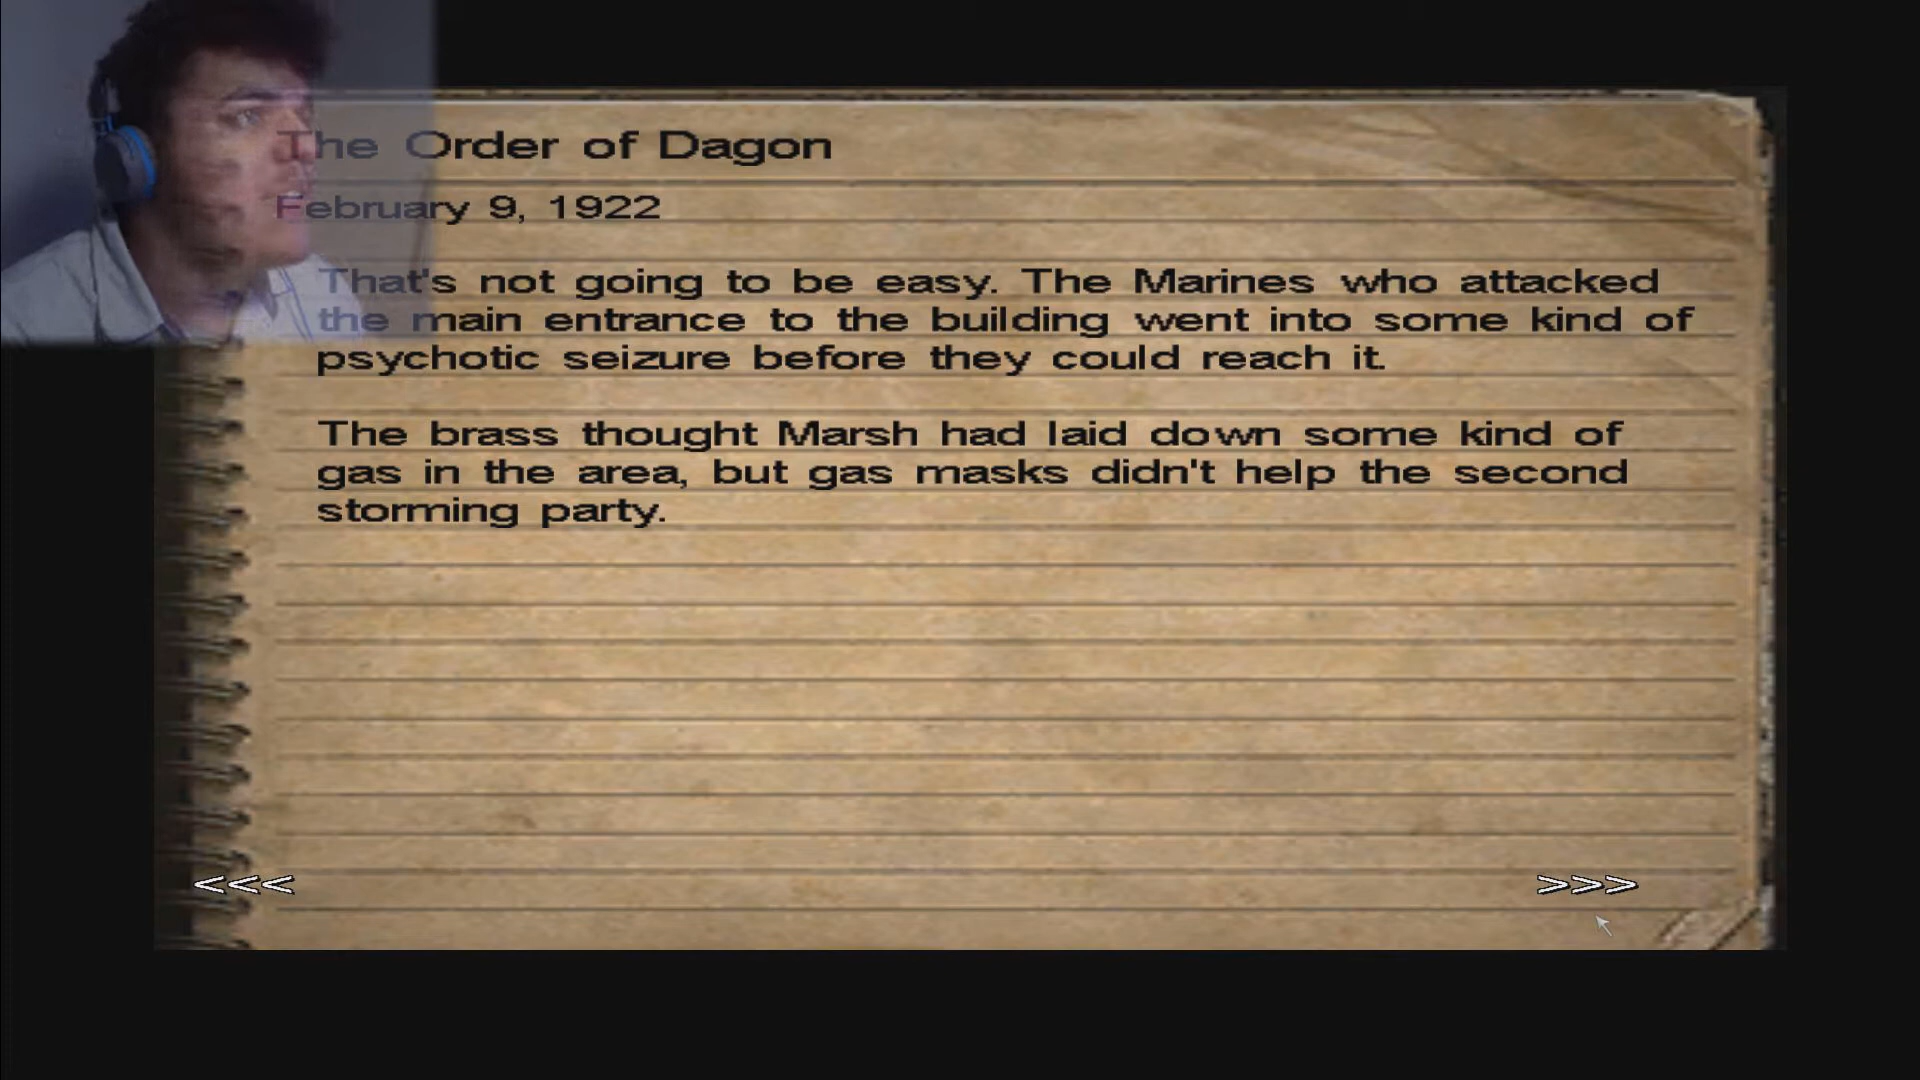 The Order of Dagon
February 9, 1922
That's not going to be easy. The Marines who attacked
the main entrance to the building went into some kind of
psychotic seizure before they could reach it.
The brass thought Marsh had laid down some kind of
gas in the area, but gas masks didn't help the second
storming party.
<<< >>>